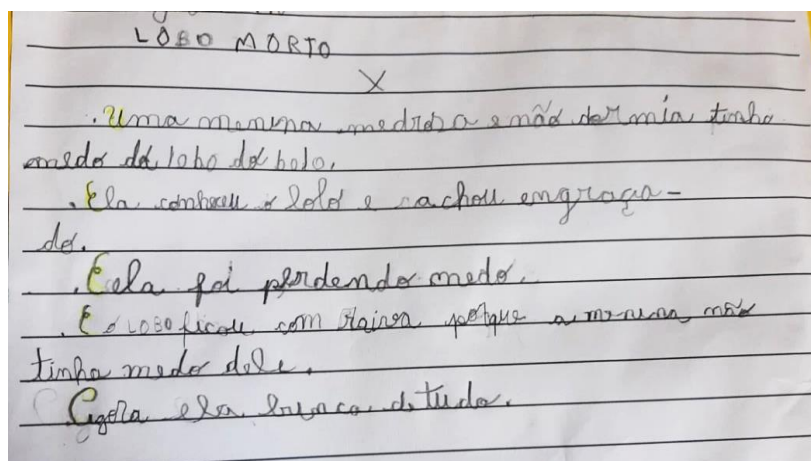 LOBO MORTO
X
.Uma menina medrosa e não dormia tinha
medo do lobo do bolo.
.Ela conheceu o lolo e achou engraça-
do.
.E ela foi perdendo medo.
.E o LOBO ficou com raiva porque a menina não
tinha medo dele.
Agora ela brinca de tudo.